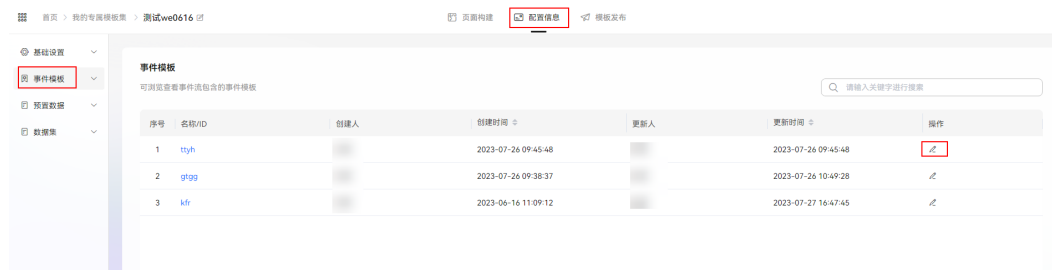 首页 > 我的专属模板集 > 测试we0616 页面构建 配置信息 模板发布
基础设置
事件模板
预置数据
数据集
事件模板
可浏览查看事件流包含的事件模板
请输入关键字进行搜索
序号 名称/ID 创建人 创建时间 更新人 更新时间 操作
1 ttyh 2023-07-26 09:45:48 2023-07-26 09:45:48
2 gtgg 2023-07-26 09:38:37 2023-07-26 10:49:28
3 kfr 2023-06-16 11:09:12 2023-07-27 16:47:45